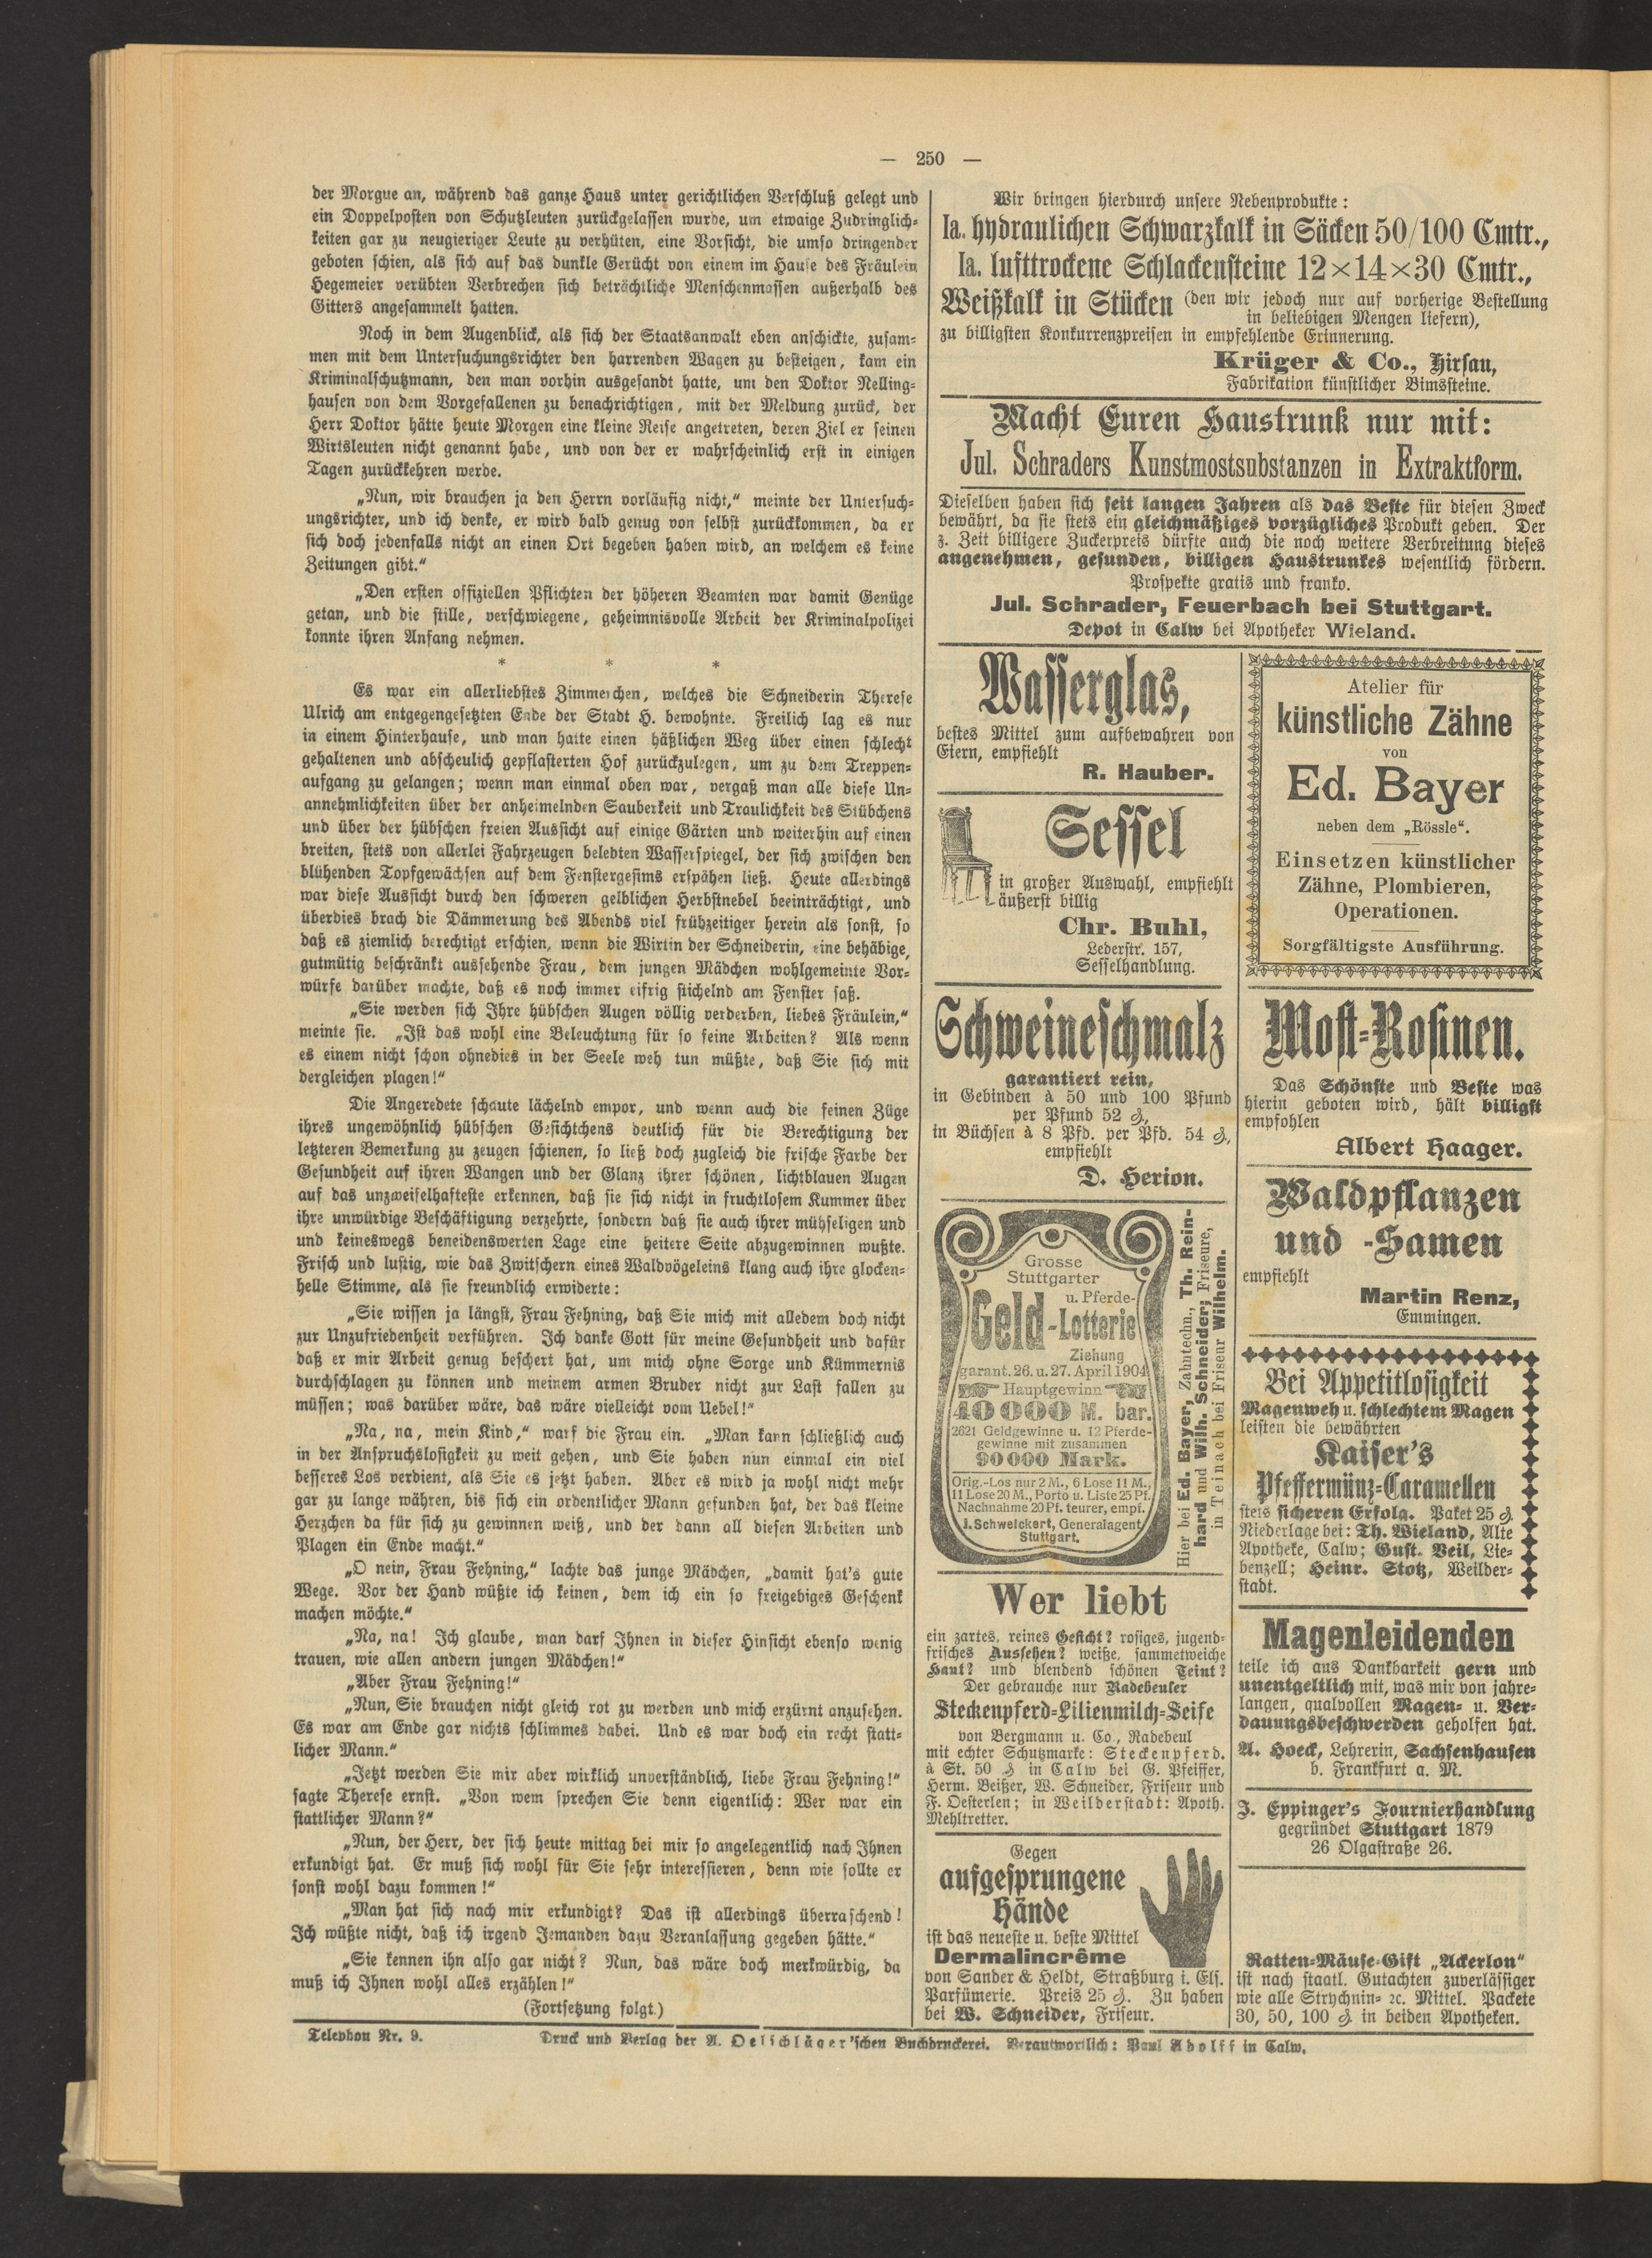 — 250 —
der Morgue an, während das ganze Haus unter gerichtlichen Verschluß gelegt und
ein Doppelposten von Schutzleuten zurückgelassen wurde, um etwaige Zudringlich-
keiten gar zu neugieriger Leute zu verhüten, eine Vorsicht, die umso dringender
geboten schien, als sich auf das dunkle Gerücht von einem im Hause des Fräulein
Hegemeier verübten Verbrechen sich beträchtliche Menschenmassen außerhalb des
Gitters angesammelt hatten.
Noch in dem Augenblick, als sich der Staatsanwalt eben anschickte, zusam-
men mit dem Untersuchungsrichter den harrenden Wagen zu besteigen, kam ein
Kriminalschutzmann, den man vorhin ausgesandt hatte, um den Doktor Nelling-
hausen von dem Vorgefallenen zu benachrichtigen, mit der Meldung zurück, der
Herr Doktor hätte heute Morgen eine kleine Reise angetreten, deren Ziel er seinen
Wirtsleuten nicht genannt habe, und von der er wahrscheinlich erst in einigen
Tagen zurückkehren werde.
„Nun, wir brauchen ja den Herrn vorläufig nicht,“ meinte der Untersuch-
ungsrichter, und ich denke, er wird bald genug von selbst zurückkommen, da er
sich doch jedenfalls nicht an einen Ort begeben haben wird, an welchem es keine
Zeitungen gibt.“
„Den ersten offiziellen Pflichten der höheren Beamten war damit Genüge
getan, und die stille, verschwiegene, geheimnisvolle Arbeit der Kriminalpolizei
konnte ihren Anfang nehmen.
* * *
Es war ein allerliebstes Zimmerchen, welches die Schneiderin Therese
Ulrich am entgegengesetzten Ende der Stadt H. bewohnte. Freilich lag es nur
in einem Hinterhause, und man hatte einen häßlichen Weg über einen schlecht
gehaltenen und abscheulich gepflasterten Hof zurückzulegen, um zu dem Treppen-
aufgang zu gelangen; wenn man einmal oben war, vergaß man alle diese Un-
annehmlichkeiten über der anheimelnden Sauberkeit und Traulichkeit des Stübchens
und über der hübschen freien Aussicht auf einige Gärten und weiterhin auf einen
breiten, stets von allerlei Fahrzeugen belebten Wasserspiegel, der sich zwischen den
blühenden Topfgewächsen auf dem Fenstergesims erspähen ließ. Heute allerdings
war diese Aussicht durch den schweren gelblichen Herbstnebel beeinträchtigt, und
überdies brach die Dämmerung des Abends viel frühzeitiger herein als sonst, so
daß es ziemlich berechtigt erschien, wenn die Wirtin der Schneiderin, eine behäbige,
gutmütig beschränkt aussehende Frau, dem jungen Mädchen wohlgemeinte Vor-
würfe darüber machte, daß es noch immer eifrig stichelnd am Fenster saß.
„Sie werden sich Ihre hübschen Augen völlig verderben, liebes Fräulein,“
meinte sie. „Ist das wohl eine Beleuchtung für so feine Arbeiten? Als wenn
es einem nicht schon ohnedies in der Seele weh tun müßte, daß Sie sich mit
dergleichen plagen!“
Die Angeredete schaute lächelnd empor, und wenn auch die feinen Züge
ihres ungewöhnlich hübschen Gesichtchens deutlich für die Berechtigung der
letzteren Bemerkung zu zeugen schienen, so ließ doch zugleich die frische Farbe der
Gesundheit auf ihren Wangen und der Glanz ihrer schönen, lichtblauen Augen
auf das unzweifelhafteste erkennen, daß sie sich nicht in fruchtlosem Kummer über
ihre unwürdige Beschäftigung verzehrte, sondern daß sie auch ihrer mühseligen und
und keineswegs beneidenswerten Lage eine heitere Seite abzugewinnen wußte.
Frisch und lustig, wie das Zwitschern eines Waldvögeleins klang auch ihre glocken-
helle Stimme, als sie freundlich erwiderte:
„Sie wissen ja längst, Frau Fehning, daß Sie mich mit alledem doch nicht
zur Unzufriedenheit verführen. Ich danke Gott für meine Gesundheit und dafür
daß er mir Arbeit genug beschert hat, um mich ohne Sorge und Kümmernis
durchschlagen zu können und meinem armen Bruder nicht zur Last fallen zu
müssen; was darüber wäre, das wäre vielleicht vom Uebel!“
„Na, na, mein Kind,“ warf die Frau ein. „Man kann schließlich auch
in der Anspruchslosigkeit zu weit gehen, und Sie haben nun einmal ein viel
besseres Los verdient, als Sie es jetzt haben. Aber es wird ja wohl nicht mehr
gar zu lange währen, bis sich ein ordentlicher Mann gefunden hat, der das kleine
Herzchen da für sich zu gewinnen weiß, und der dann all diesen Arbeiten und
Plagen ein Ende macht.“
„O nein, Frau Fehning,“ lachte das junge Mädchen, „damit hat's gute
Wege. Vor der Hand wüßte ich keinen, dem ich ein so freigebiges Geschenk
machen möchte.“
„Na, na! Ich glaube, man darf Ihnen in dieser Hinsicht ebenso wenig
trauen, wie allen andern jungen Mädchen!“
„Aber Frau Fehning!“
„Nun, Sie brauchen nicht gleich rot zu werden und mich erzürnt anzusehen.
Es war am Ende gar nichts schlimmes dabei. Und es war doch ein recht statt-
licher Mann.“
„Jetzt werden Sie mir aber wirklich unverständlich, liebe Frau Fehning!“
sagte Therese ernst. „Von wem sprechen Sie denn eigentlich: Wer war ein
stattlicher Mann?“
„Nun, der Herr, der sich heute mittag bei mir so angelegentlich nach Ihnen
erkundigt hat. Er muß sich wohl für Sie sehr interessieren, denn wie sollte er
sonst wohl dazu kommen!“
„Man hat sich nach mir erkundigt? Das ist allerdings überraschend!
Ich wüßte nicht, daß ich irgend Jemanden dazu Veranlassung gegeben hätte.“
„Sie kennen ihn also gar nicht? Nun, das wäre doch merkwürdig, da
muß ich Ihnen wohl alles erzählen!“
(Fortsetzung folgt.)
Wir bringen hierdurch unsere Nebenprodukte:
Ia. hydraulichen Schwarzkalk in Säcken 50/100 Cmtr.,
Ia. lufttrockene Schlackensteine 12×14×30 Cmtr.,
Weißkalk in Stücken (den wir jedoch nur auf vorherige Bestellung
in beliebigen Mengen liefern),
zu billigsten Konkurrenzpreisen in empfehlende Erinnerung.
Krüger & Co., Hirsau,
Fabrikation künstlicher Bimssteine.
Macht Euren Haustrunk nur mit:
Jul. Schraders Kunstmostsubstanzen in Extraktform.
Dieselben haben sich seit langen Jahren als das Beste für diesen Zweck
bewährt, da sie stets ein gleichmäßiges vorzügliches Produkt geben. Der
z. Zeit billigere Zuckerpreis dürfte auch die noch weitere Verbreitung dieses
angenehmen, gesunden, billigen Haustrunkes wesentlich fördern.
Prospekte gratis und franko.
Jul. Schrader, Feuerbach bei Stuttgart.
Depot in Calw bei Apotheker Wieland.
Wasserglas,
bestes Mittel zum aufbewahren von
Eiern, empfiehlt
R. Hauber.
Sessel
in großer Auswahl, empfiehlt
äußerst billig
Chr. Buhl,
Lederstr. 157,
Sesselhandlung.
Schweineschmalz
garantiert rein,
in Gebinden à 50 und 100 Pfund
per Pfund 52 ₰,
in Büchsen à 8 Pfd. per Pfd. 54 ₰,
empfiehlt
D. Herion.
Grosse
Stuttgarter
u. Pferde-
Geld-Lotterie
Ziehung
garant. 26. u. 27. April 1904
Hauptgewinn
40000 M. bar.
2621 Geldgewinne u. 12 Pferde-
gewinne mit zusammen
90000 Mark.
Orig.-Los nur 2 M., 6 Lose 11 M.,
11 Lose 20 M., Porto u. Liste 25 Pf.
Nachnahme 20 Pf. teurer, empf.
J. Schweickert, Generalagent
Stuttgart.
Hier bei Ed. Bayer, Zahntechn., Th. Rein-
hard und Wilh. Schneider; Friseure,
in Teinach bei Friseur Wilhelm.
Wer liebt
ein zartes, reines Gesicht? rosiges, jugend-
frisches Aussehen? weiße, sammetweiche
Haut? und blendend schönen Teint?
Der gebrauche nur Radebeuler
Steckenpferd-Lilienmilch-Seife
von Bergmann u. Co., Radebeul
mit echter Schutzmarke: Steckenpferd.
à St. 50 ₰ in Calw bei G. Pfeiffer,
Herm. Beißer, W. Schneider, Friseur und
F. Oesterlen; in Weilderstadt: Apoth.
Mehltretter.
Gegen
aufgesprungene
Hände
ist das neueste u. beste Mittel
Dermalincrême
von Sander & Heldt, Straßburg i. Els.
Parfümerie. Preis 25 ₰. Zu haben
bei W. Schneider, Friseur.
Atelier für
künstliche Zähne
von
Ed. Bayer
neben dem „Rössle“.
Einsetzen künstlicher
Zähne, Plombieren,
Operationen.
Sorgfältigste Ausführung.
Most-Rosinen.
Das Schönste und Beste was
hierin geboten wird, hält billigst
empfohlen
Albert Haager.
Waldpflanzen
und -Samen
empfiehlt
Martin Renz,
Emmingen.
Bei Appetitlosigkeit
Magenweh u. schlechtem Magen
leisten die bewährten
Kaiser's
Pfeffermünz-Caramellen
stets sicheren Erfolg. Paket 25 ₰
Niederlage bei: Th. Wieland, Alte
Apotheke, Calw; Gust. Veil, Lie-
benzell; Heinr. Stotz, Weilder-
stadt.
Magenleidenden
teile ich aus Dankbarkeit gern und
unentgeltlich mit, was mir von jahre-
langen, qualvollen Magen- u. Ver-
dauungsbeschwerden geholfen hat.
A. Hoeck, Lehrerin, Sachsenhausen
b. Frankfurt a. M.
J. Eppinger's Fournierhandlung
gegründet Stuttgart 1879
26 Olgastraße 26.
Ratten-Mäuse-Gift „Ackerlon“
ist nach staatl. Gutachten zuverlässiger
wie alle Strychnin- ꝛc. Mittel. Packete
30, 50, 100 ₰ in beiden Apotheken.
Telephon Nr. 9. Druck und Verlag der A. Oelschläger'schen Buchdruckerei. Verantwortlich: Paul Adolff in Calw.